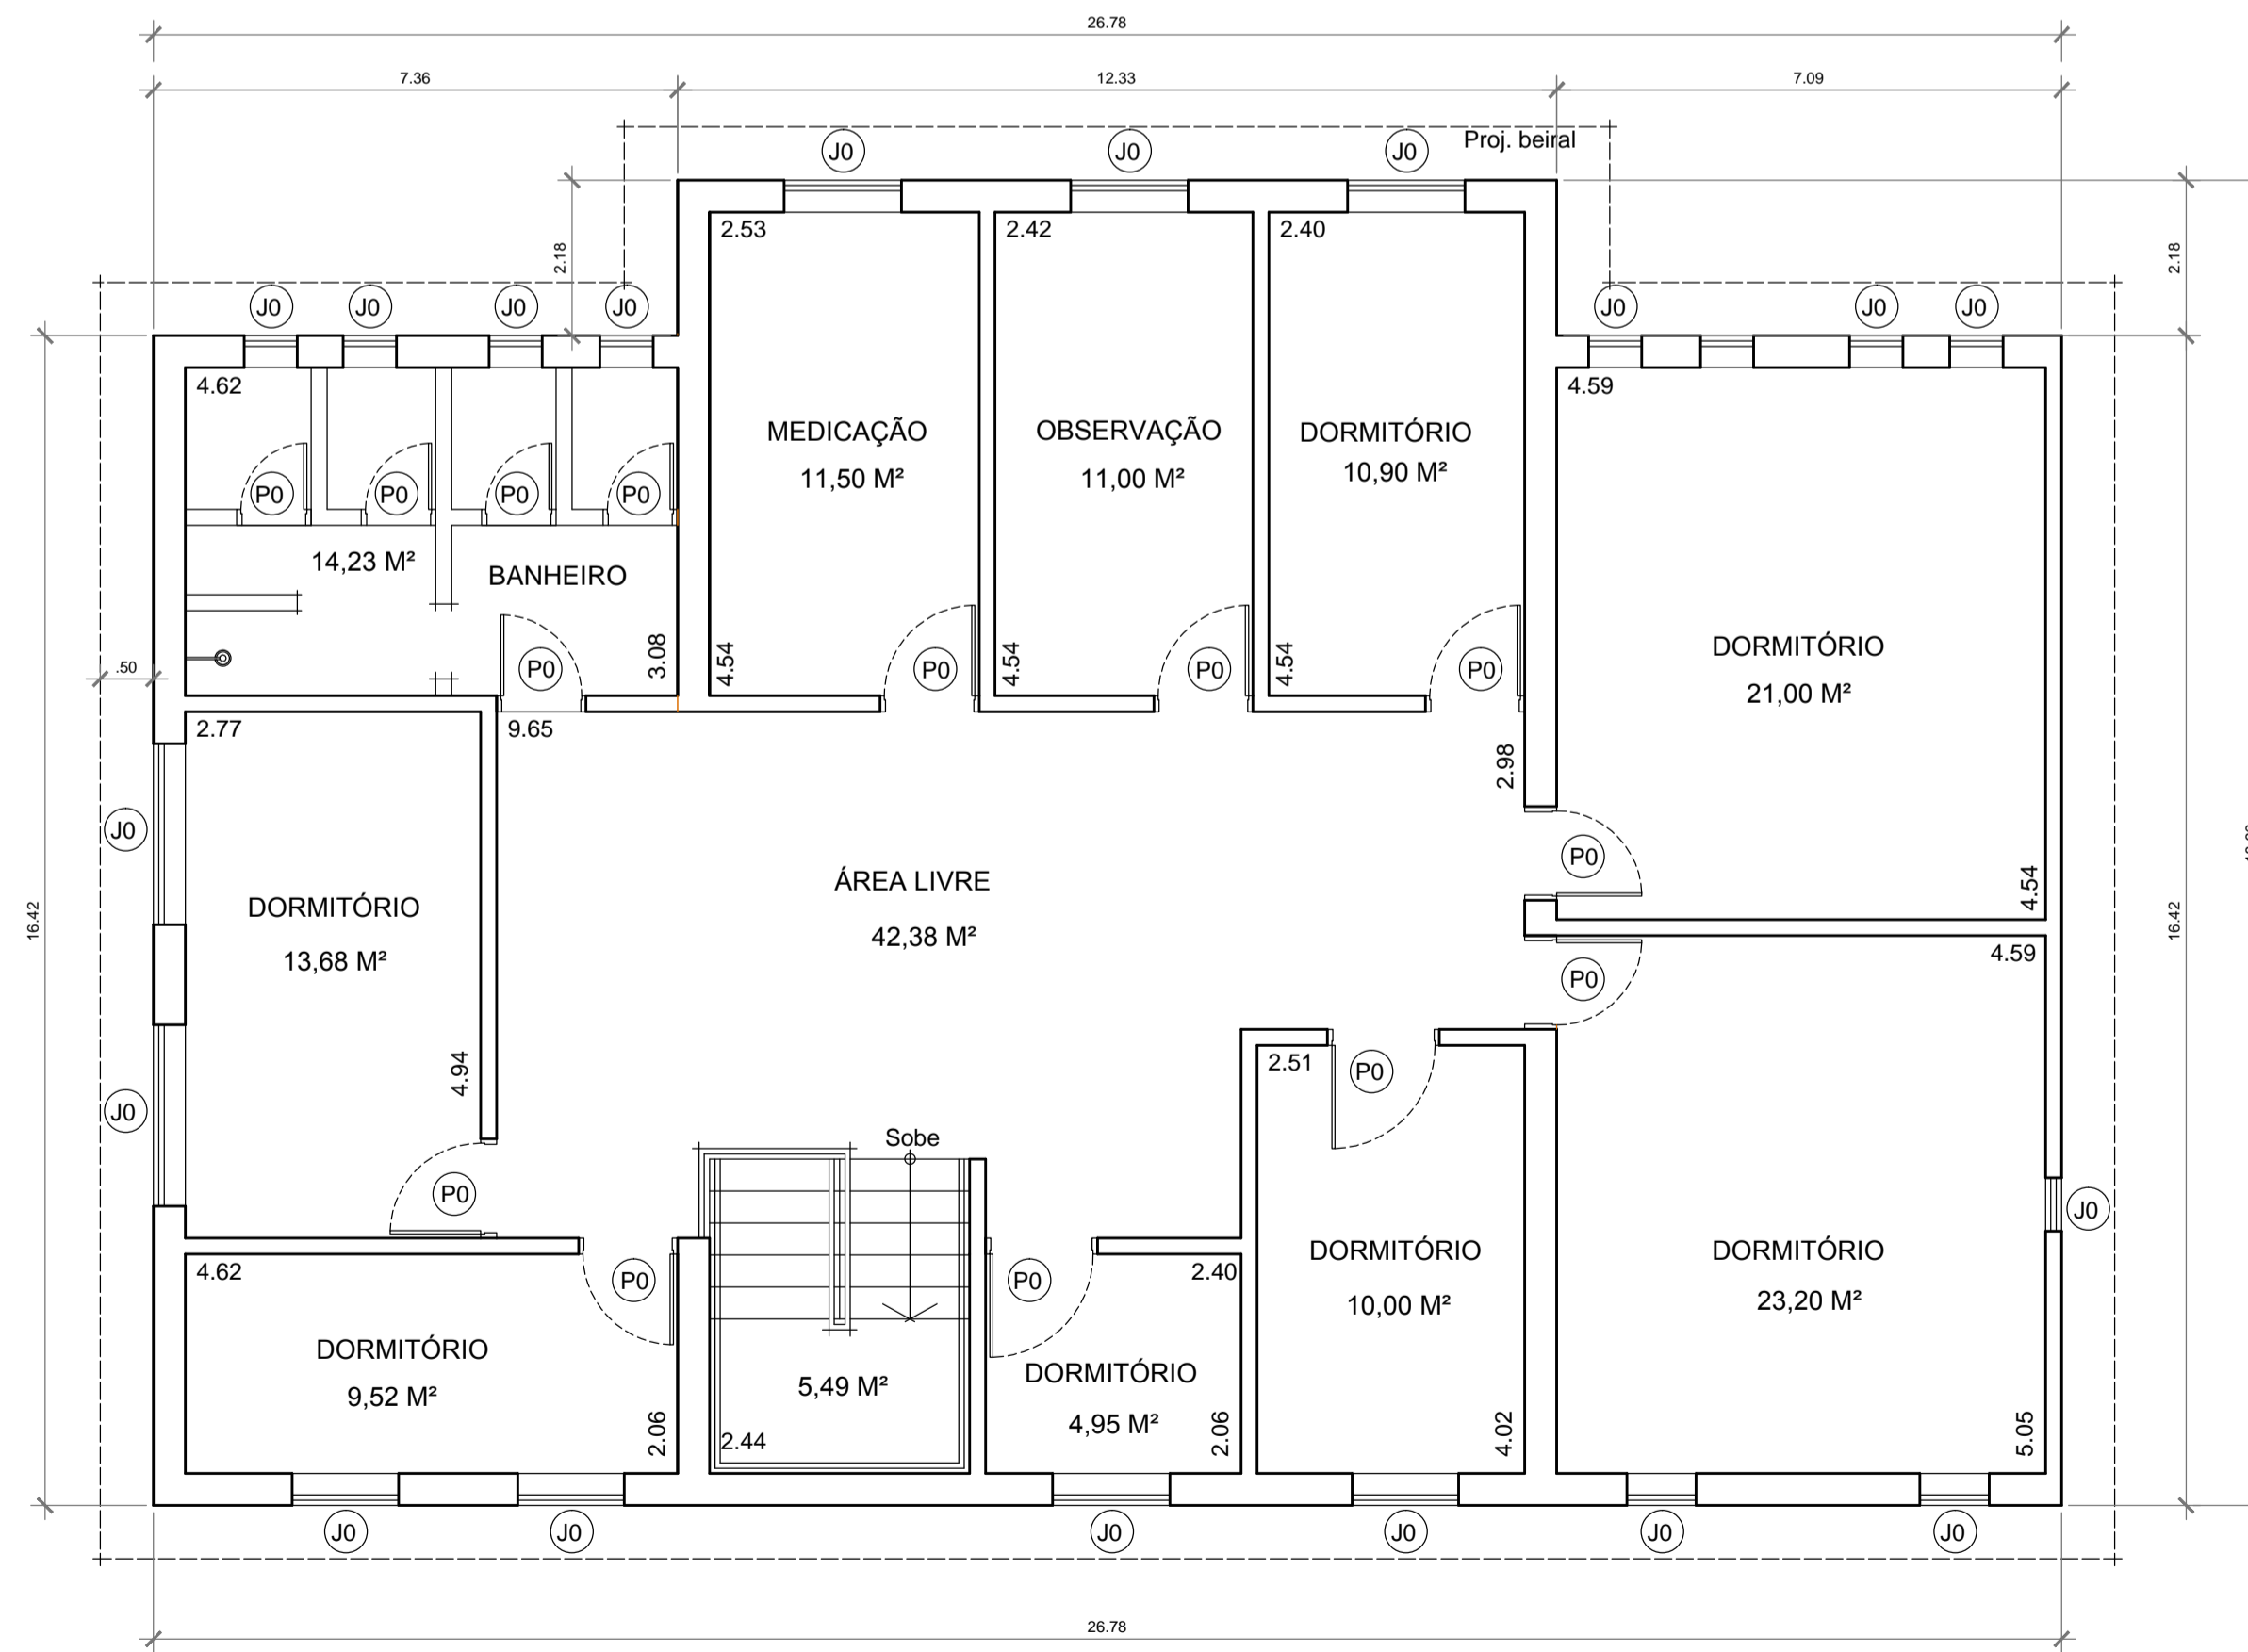 26.78
7.36
12.33
7.09
Proj. beiral
J0
J0
J0
2.18
2.18
J0
J0
J0
J0
J0
J0
J0
2.53
2.42
2.40
4.62
4.59
MEDICAÇÃO
11,50 M²
OBSERVAÇÃO
11,00 M²
DORMITÓRIO
10,90 M²
P0
P0
P0
P0
14,23 M²
BANHEIRO
3.08
4.54
4.54
4.54
P0
P0
P0
P0
DORMITÓRIO
21,00 M²
.50
2.77
9.65
2.98
J0
P0
4.54
ÁREA LIVRE
42,38 M²
DORMITÓRIO
13,68 M²
16.42
16.42
4.59
P0
2.51
P0
4.94
J0
Sobe
P0
J0
4.62
P0
P0
2.40
DORMITÓRIO
10,00 M²
DORMITÓRIO
23,20 M²
DORMITÓRIO
9,52 M²
2.06
5,49 M²
2.44
DORMITÓRIO
4,95 M²
2.06
4.02
5.05
J0
J0
J0
J0
J0
J0
26.78